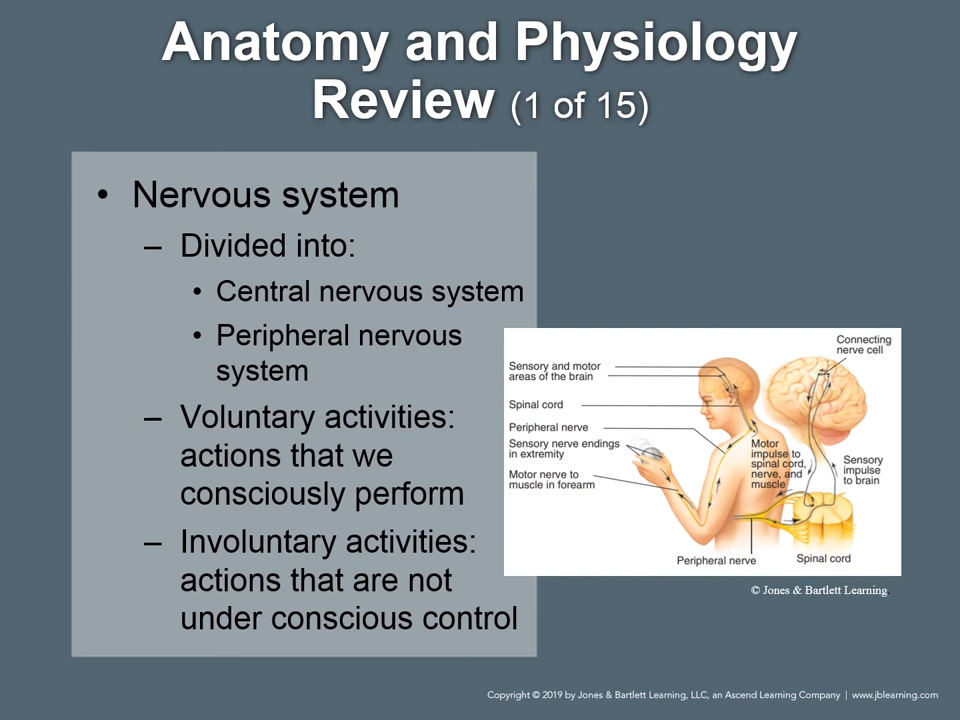 Anatomy and Physiology
Review (1 of 15)
• Nervous system
– Divided into:
• Central nervous system
• Peripheral nervous
system
– Voluntary activities:
actions that we
consciously perform
– Involuntary activities:
actions that are not
under conscious control
Connecting
nerve cell
Sensory and motor
areas of the brain
Spinal cord
Peripheral nerve
Sensory nerve endings
in extremity
Motor nerve to
muscle in forearm
Motor
impulse to
spinal cord,
nerve, and
muscle
Sensory
impulse
to brain
Peripheral nerve
Spinal cord
© Jones & Bartlett Learning.
Copyright © 2019 by Jones & Bartlett Learning, LLC, an Ascend Learning Company | www.jblearning.com